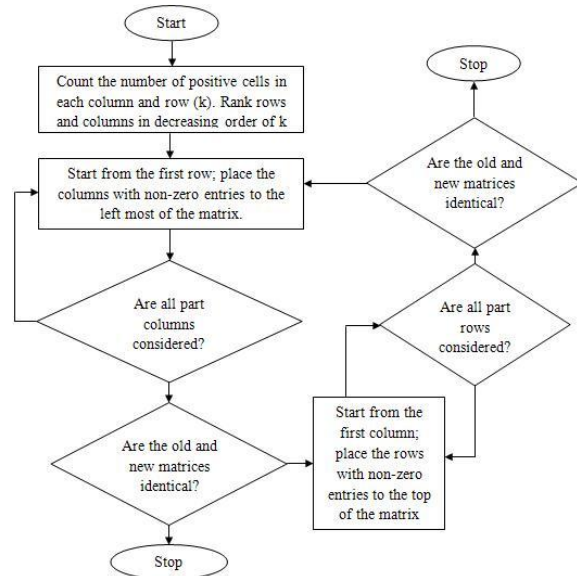 Start
Count the number of positive cells in
each column and row (k). Rank rows
and columns in decreasing order of k
Start from the first row; place the
columns with non-zero entries to the
left most of the matrix.
Are all part
columns
considered?
Are the old and
new matrices
identical?
Stop
Start from the
first column;
place the rows
with non-zero
entries to the top
of the matrix
Are all part
rows
considered?
Are the old and
new matrices
identical?
Stop